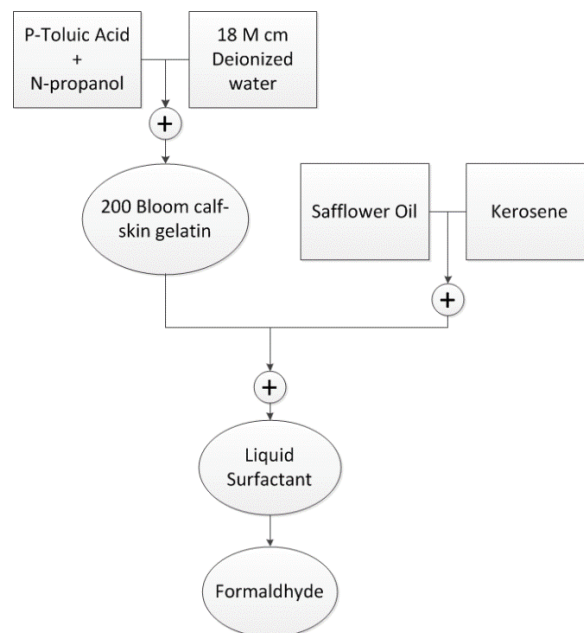 P-Toluic Acid
+
N-propanol
18 M cm
Deionized
water
+
200 Bloom calf-
skin gelatin
Safflower Oil
Kerosene
+
+
Liquid
Surfactant
Formaldhyde